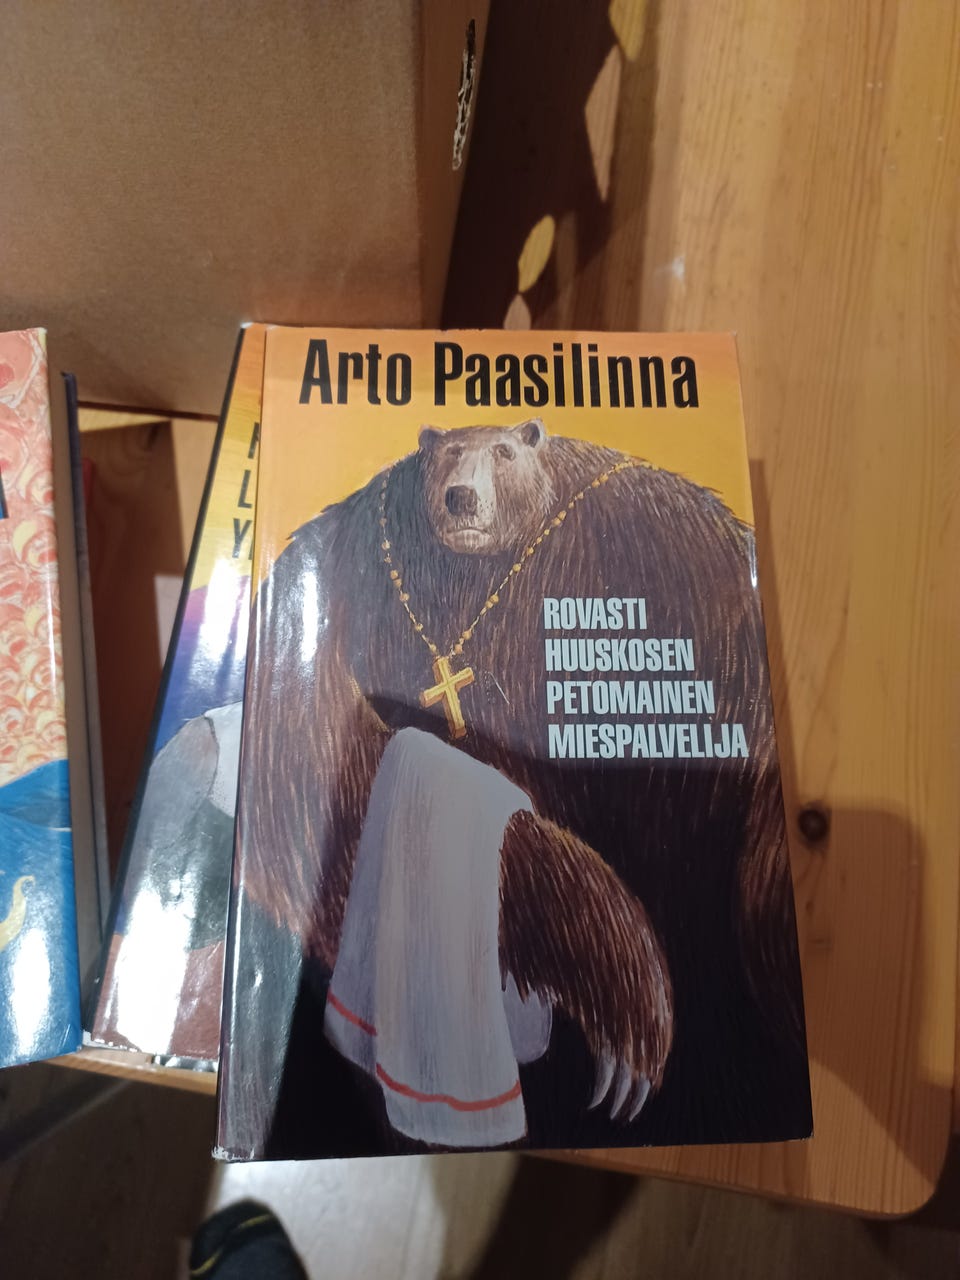 Arto Paasilinna
ROVASTI
HUUSKOSEN
PETOMAINEN
MIESPALVELIJA
L
Y